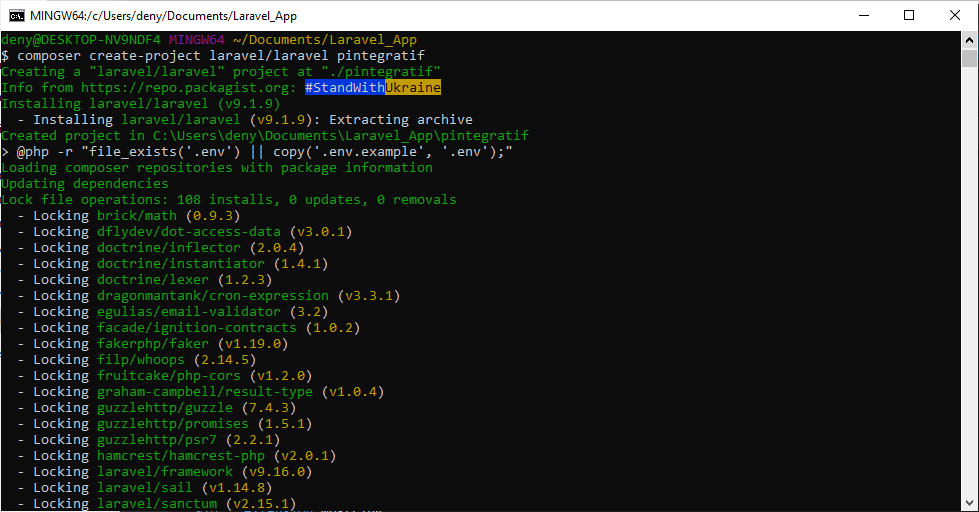 MINGW64:/c/Users/deny/Documents/Laravel_App
deny@DESKTOP-NV9NDF4 MINGW64 ~/Documents/Laravel_App
$ composer create-project laravel/laravel pintegratif
Creating a "laravel/laravel" project at "./pintegratif"
Info from https://repo.packagist.org: #StandWithUkraine
Installing laravel/laravel (v9.1.9)
  - Installing laravel/laravel (v9.1.9): Extracting archive
Created project in C:\Users\deny\Documents\Laravel_App\pintegratif
> @php -r "file_exists('.env') || copy('.env.example', '.env');"
Loading composer repositories with package information
Updating dependencies
Lock file operations: 108 installs, 0 updates, 0 removals
  - Locking brick/math (0.9.3)
  - Locking dflydev/dot-access-data (v3.0.1)
  - Locking doctrine/inflector (2.0.4)
  - Locking doctrine/instantiator (1.4.1)
  - Locking doctrine/lexer (1.2.3)
  - Locking dragonmantank/cron-expression (v3.3.1)
  - Locking egulias/email-validator (3.2)
  - Locking facade/ignition-contracts (1.0.2)
  - Locking fakerphp/faker (v1.19.0)
  - Locking filp/whoops (2.14.5)
  - Locking fruitcake/php-cors (v1.2.0)
  - Locking graham-campbell/result-type (v1.0.4)
  - Locking guzzlehttp/guzzle (7.4.3)
  - Locking guzzlehttp/promises (1.5.1)
  - Locking guzzlehttp/psr7 (2.2.1)
  - Locking hamcrest/hamcrest-php (v2.0.1)
  - Locking laravel/framework (v9.16.0)
  - Locking laravel/sail (v1.14.8)
  - Locking laravel/sanctum (v2.15.1)